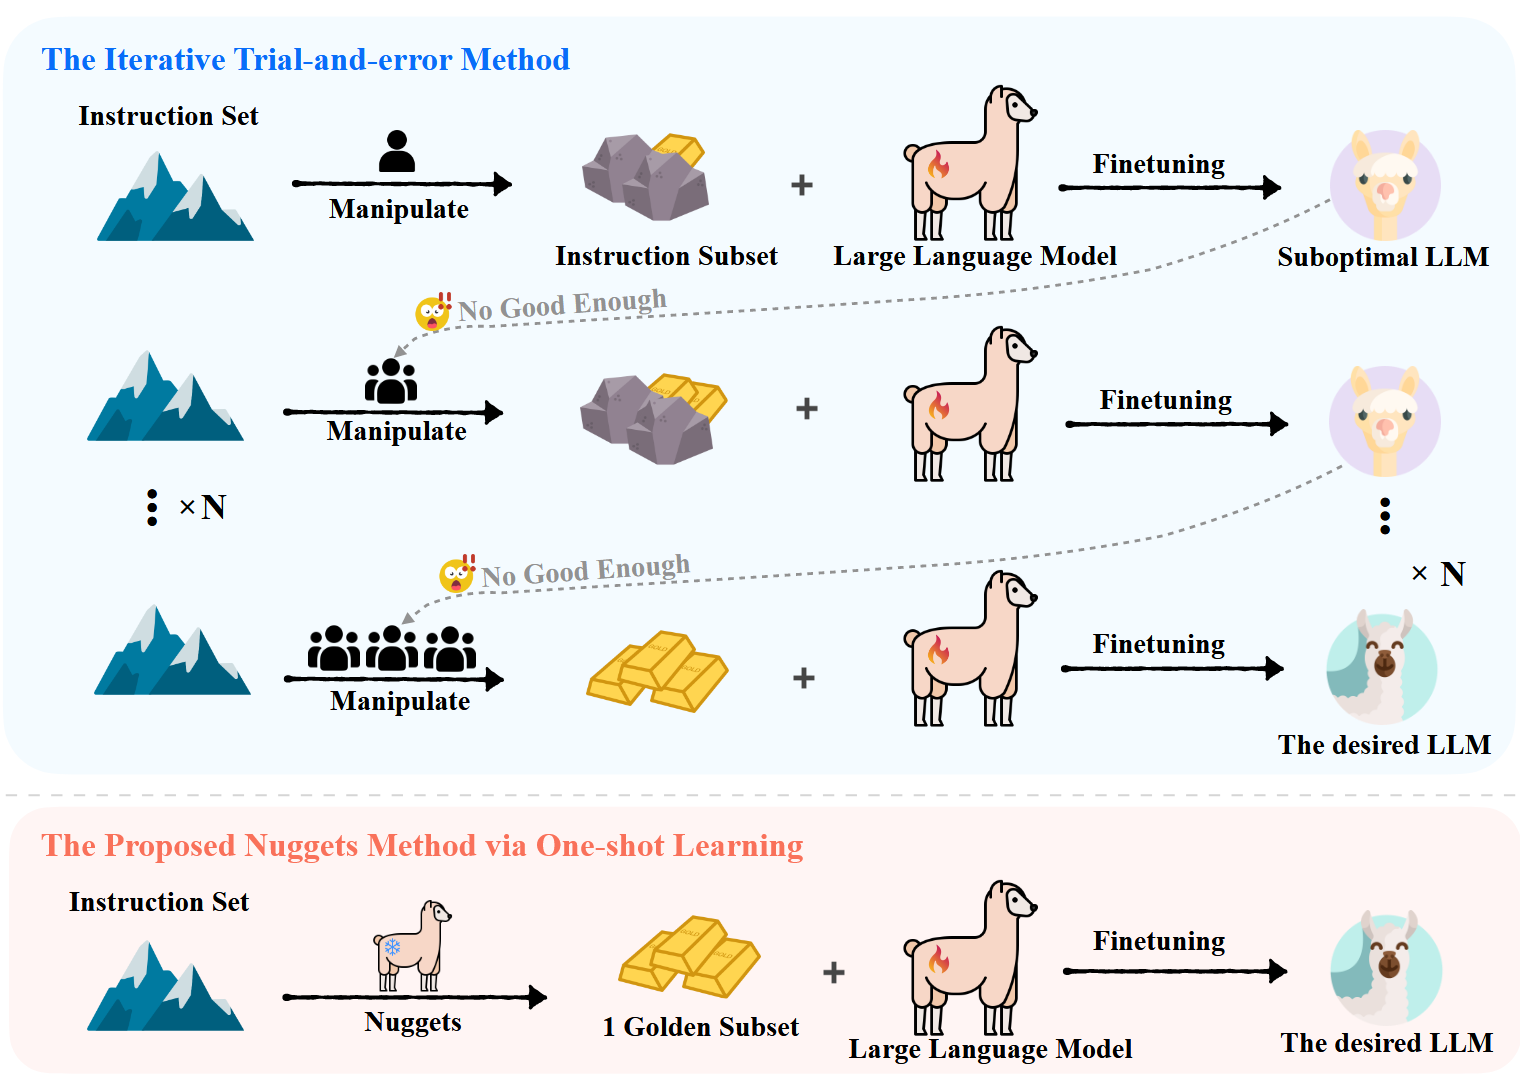 The Iterative Trial-and-error Method
Instruction Set
Manipulate
Instruction Subset
+
Large Language Model
Finetuning
Suboptimal LLM
!! No Good Enough
Manipulate
+
Finetuning
× N
!! No Good Enough
× N
Manipulate
+
Finetuning
The desired LLM
The Proposed Nuggets Method via One-shot Learning
Instruction Set
Nuggets
1 Golden Subset
+
Large Language Model
Finetuning
The desired LLM